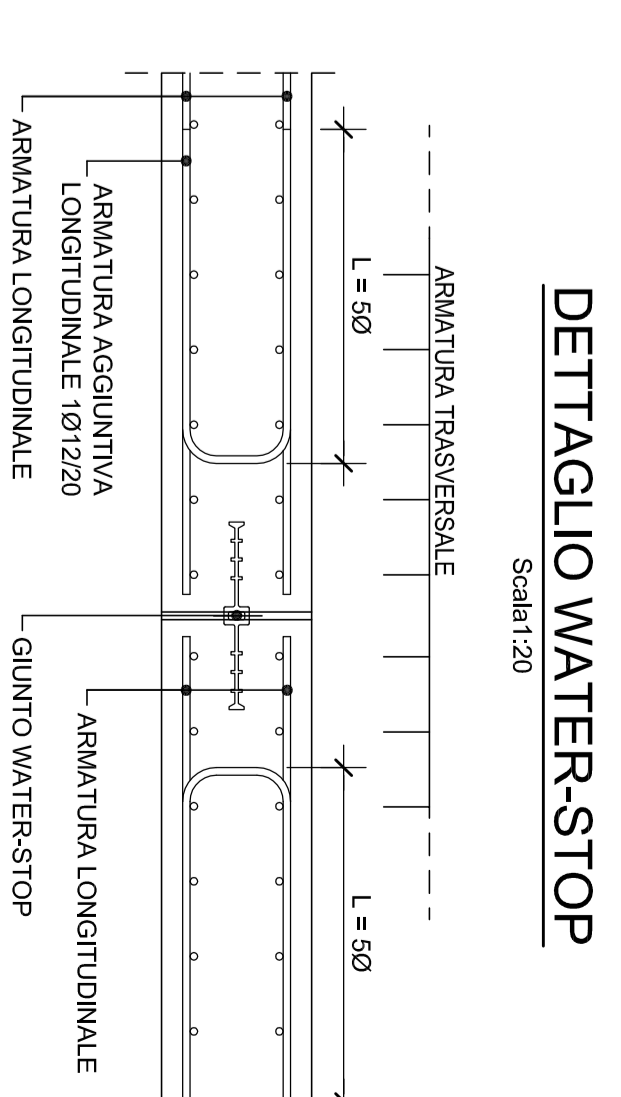 DETTAGLIO WATER-STOP
Scala1:20
ARMATURA TRASVERSALE
L = 5Ø
L = 5Ø
ARMATURA AGGIUNTIVA
LONGITUDINALE 1Ø12/20
ARMATURA LONGITUDINALE
ARMATURA LONGITUDINALE
GIUNTO WATER-STOP